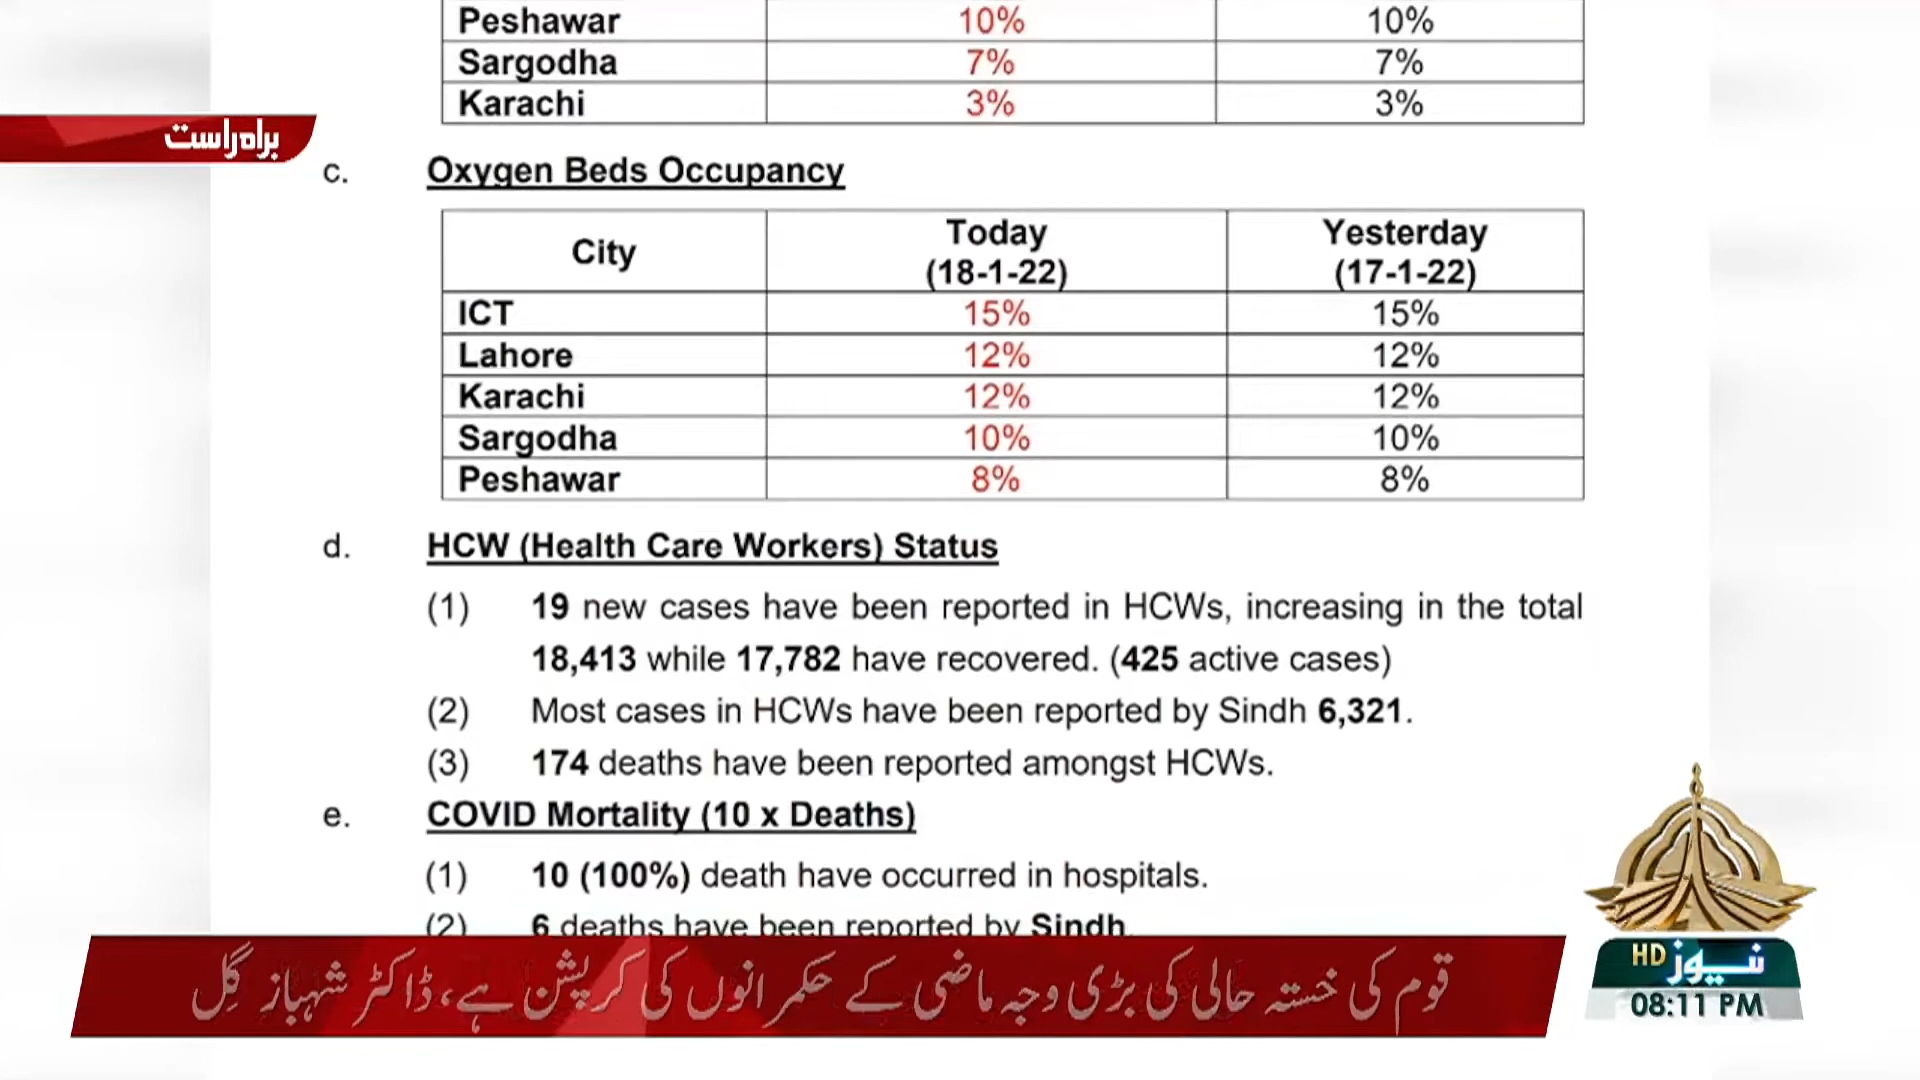 Peshawar 10% 10%
Sargodha 7% 7%
Karachi 3% 3%
براہ راست
c. Oxygen Beds Occupancy
City Today (18-1-22) Yesterday (17-1-22)
ICT 15% 15%
Lahore 12% 12%
Karachi 12% 12%
Sargodha 10% 10%
Peshawar 8% 8%
d. HCW (Health Care Workers) Status
(1) 19 new cases have been reported in HCWs, increasing in the total
18,413 while 17,782 have recovered. (425 active cases)
(2) Most cases in HCWs have been reported by Sindh 6,321.
(3) 174 deaths have been reported amongst HCWs.
e. COVID Mortality (10 x Deaths)
(1) 10 (100%) death have occurred in hospitals.
(2) 6 deaths have been reported by Sindh
قوم کی خستہ حالی کی بڑی وجہ ماضی کے حکمرانوں کی کرپشن ہے، ڈاکٹر شہباز گِل
نیوز HD
08:11 PM